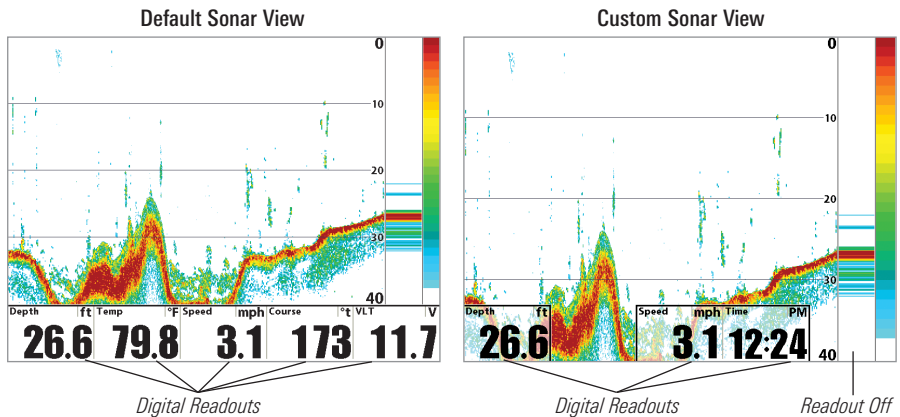 Default Sonar View
Custom Sonar View
0
10
20
30
40
Depth ft Temp °F Speed mph Course °t VLT V
26.6 79.8 3.1 173 11.7
0
10
20
30
40
Depth ft Speed mph Time PM
26.6 3.1 12:24
Digital Readouts
Digital Readouts
Readout Off